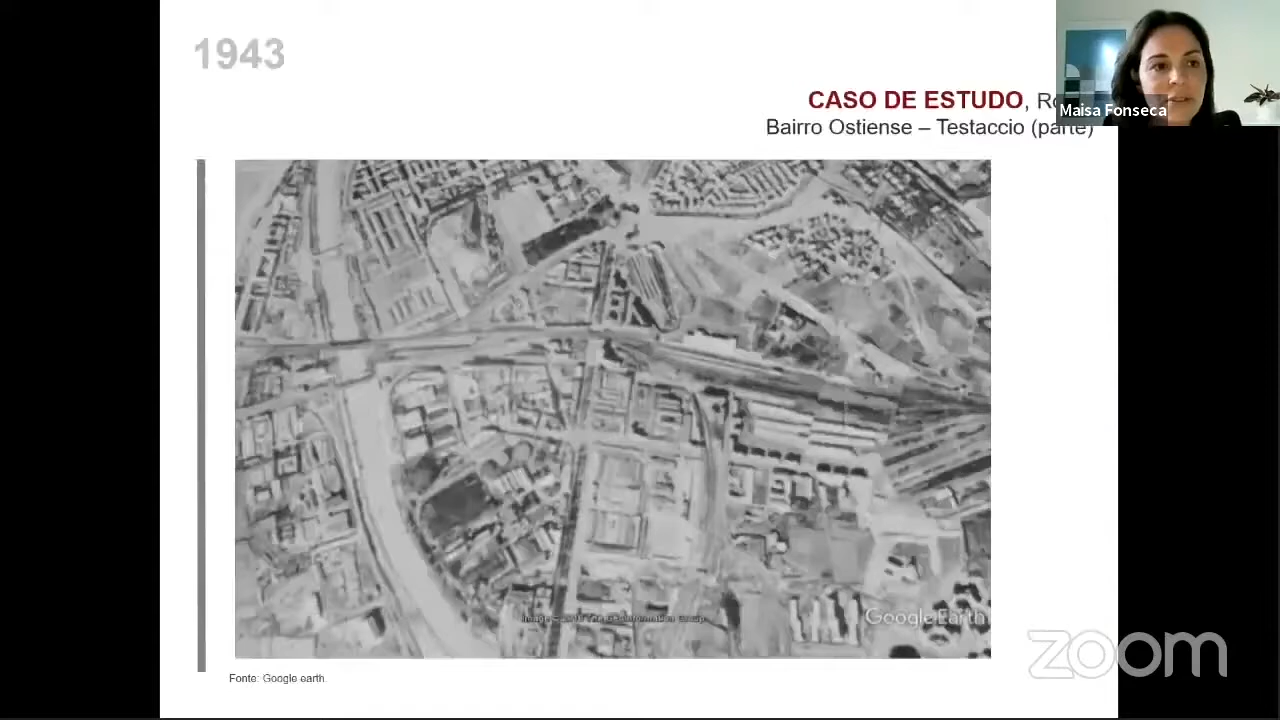 1943
CASO DE ESTUDO,
Bairro Ostiense – Testaccio (parte)
Maisa Fonseca
Google Earth
Fonte: Google earth
zoom